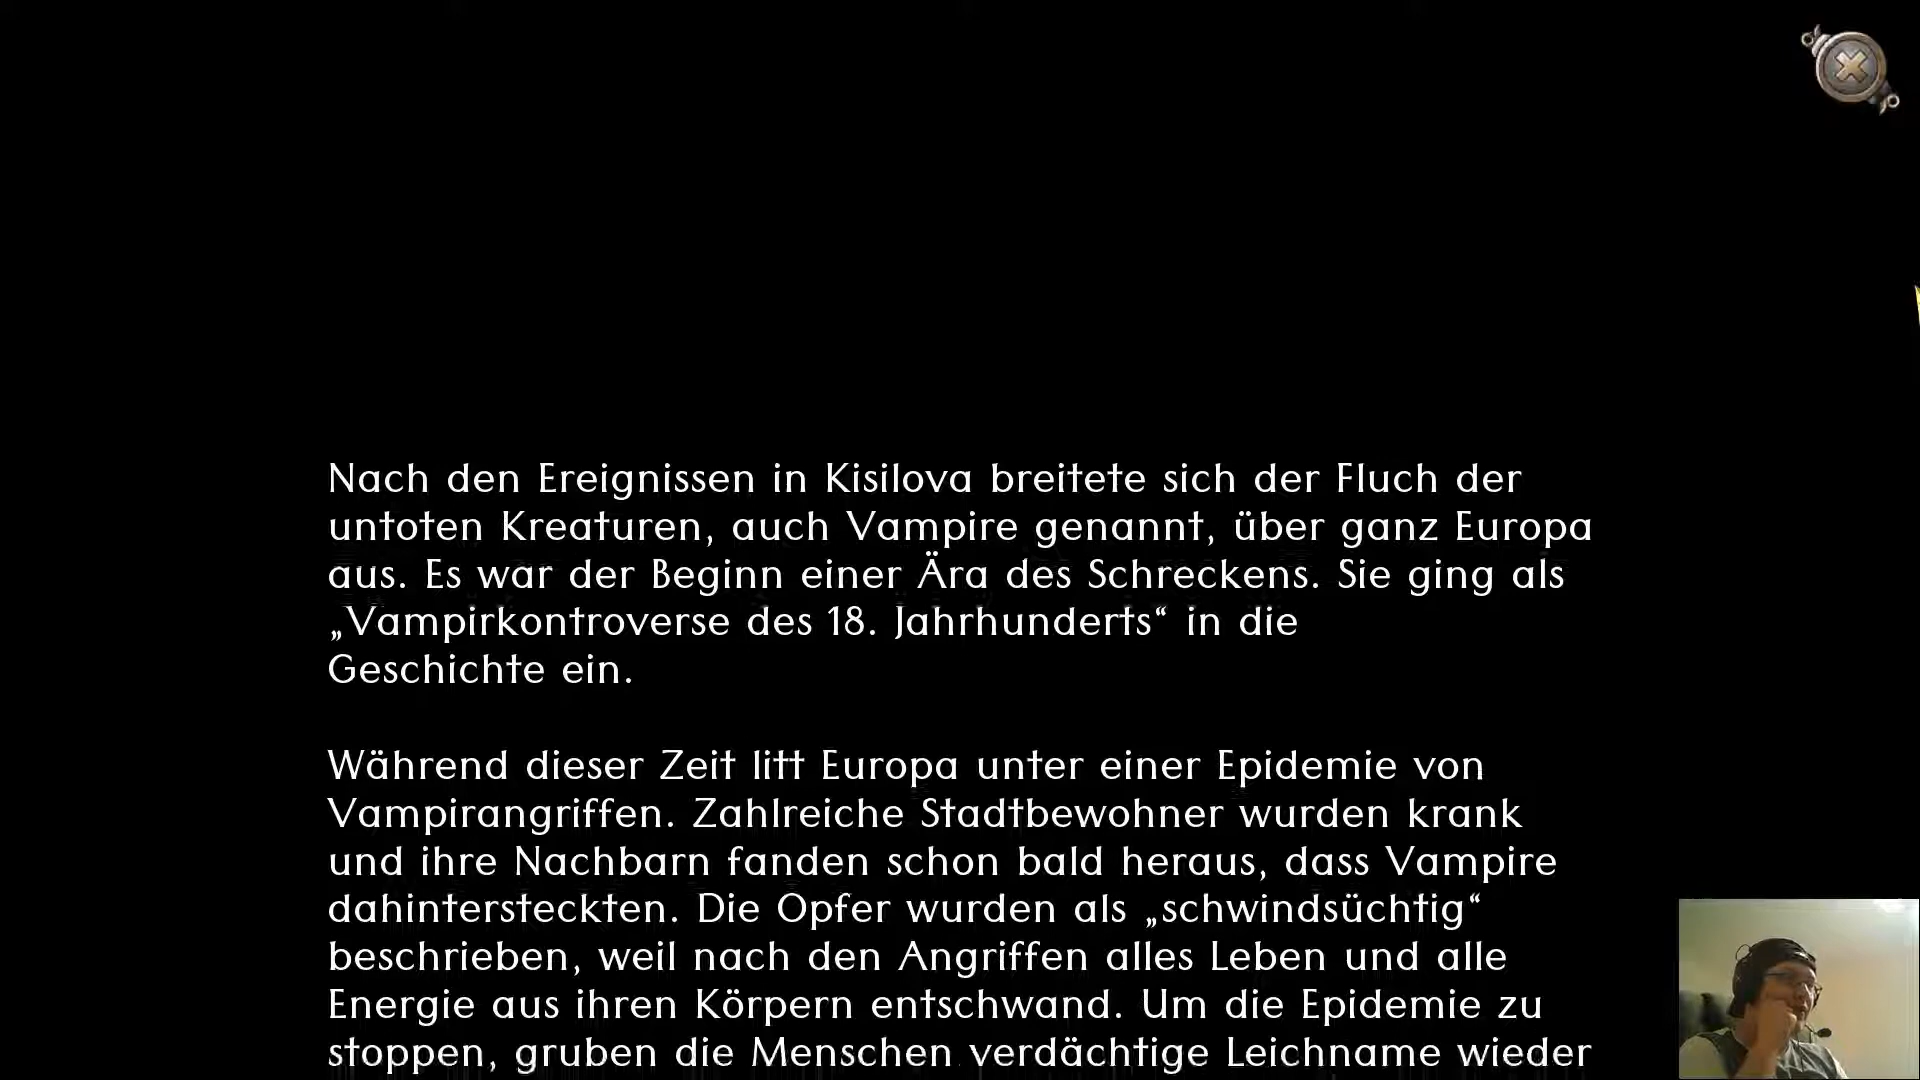 Nach den Ereignissen in Kisilova breitete sich der Fluch der
untoten Kreaturen, auch Vampire genannt, über ganz Europa
aus. Es war der Beginn einer Ära des Schreckens. Sie ging als
„Vampirkontroverse des 18. Jahrhunderts“ in die
Geschichte ein.
Während dieser Zeit litt Europa unter einer Epidemie von
Vampirangriffen. Zahlreiche Stadtbewohner wurden krank
und ihre Nachbarn fanden schon bald heraus, dass Vampire
dahintersteckten. Die Opfer wurden als „schwindsüchtig“
beschrieben, weil nach den Angriffen alles Leben und alle
Energie aus ihren Körpern entschwand. Um die Epidemie zu
stoppen, gruben die Menschen verdächtige Leichname wieder